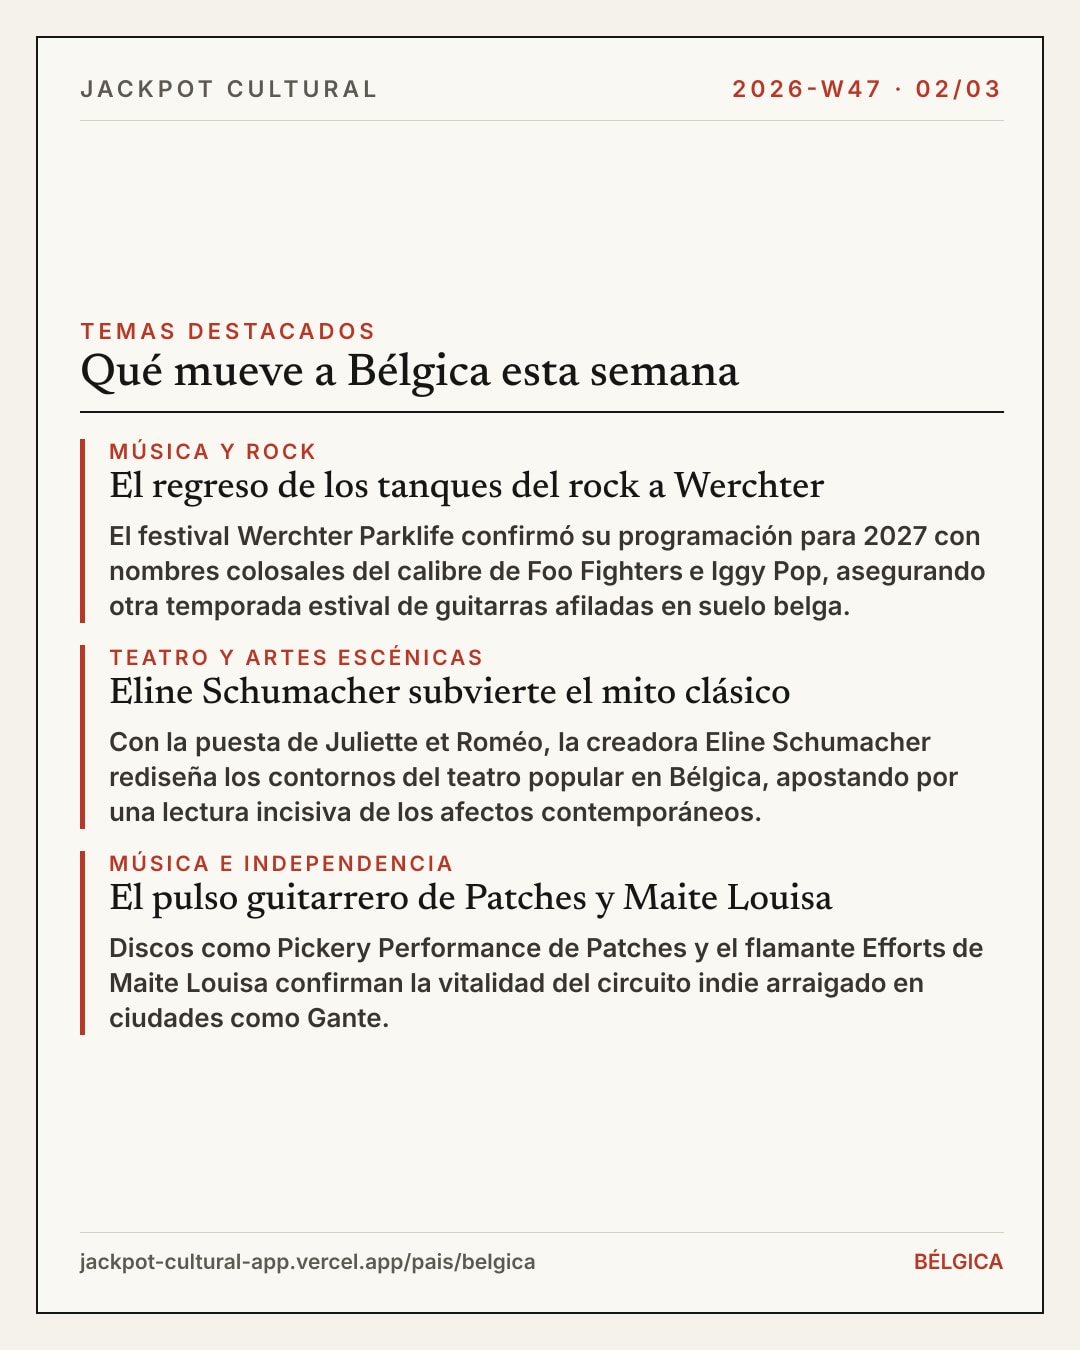 JACKPOT CULTURAL
2026-W47 · 02/03
TEMAS DESTACADOS
Qué mueve a Bélgica esta semana
MÚSICA Y ROCK
El regreso de los tanques del rock a Werchter
El festival Werchter Parklife confirmó su programación para 2027 con
nombres colosales del calibre de Foo Fighters e Iggy Pop, asegurando
otra temporada estival de guitarras afiladas en suelo belga.
TEATRO Y ARTES ESCÉNICAS
Eline Schumacher subvierte el mito clásico
Con la puesta de Juliette et Roméo, la creadora Eline Schumacher
rediseña los contornos del teatro popular en Bélgica, apostando por
una lectura incisiva de los afectos contemporáneos.
MÚSICA E INDEPENDENCIA
El pulso guitarrero de Patches y Maite Louisa
Discos como Pickery Performance de Patches y el flamante Efforts de
Maite Louisa confirman la vitalidad del circuito indie arraigado en
ciudades como Gante.
jackpot-cultural-app.vercel.app/pais/belgica
BÉLGICA